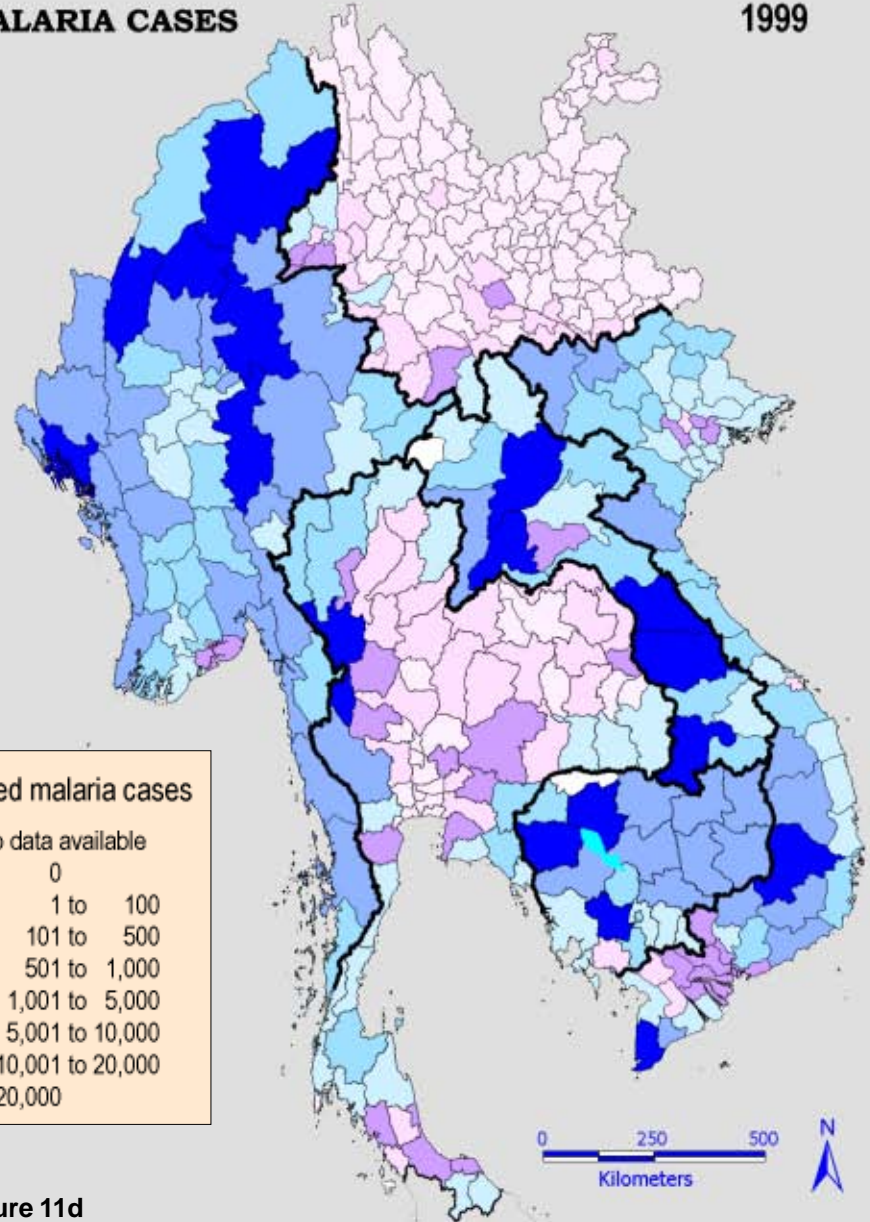 ALARIA CASES
1999
ed malaria cases
o data available
0
1 to 100
101 to 500
501 to 1,000
1,001 to 5,000
5,001 to 10,000
10,001 to 20,000
20,000
0 250 500
Kilometers
N
ure 11d